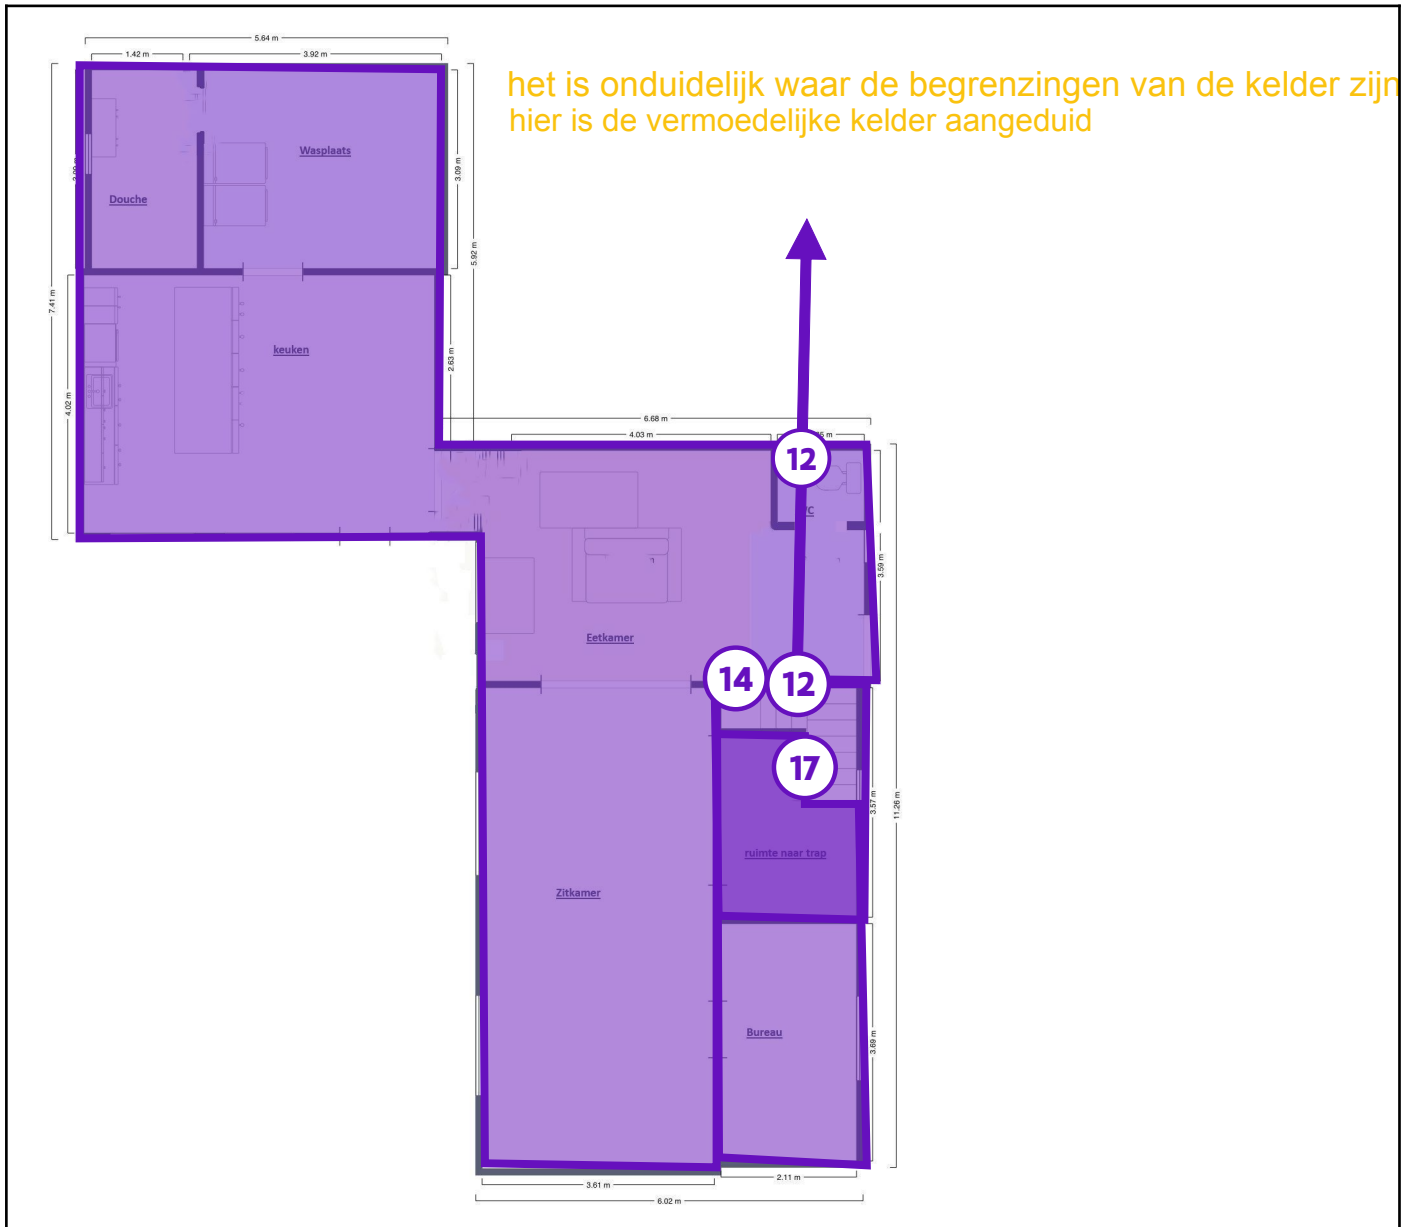 5.64 m
1.42 m
3.92 m
het is onduidelijk waar de begrenzingen van de kelder zijn
hier is de vermoedelijke kelder aangeduid
Wasplaats
Douche
3.09 m
5.92 m
7.41 m
keuken
2.63 m
4.02 m
6.68 m
4.03 m
12
3.59 m
Eetkamer
14
12
17
3.57 m
11.26 m
ruimte naar trap
Zitkamer
Bureau
3.69 m
3.61 m
2.11 m
6.02 m